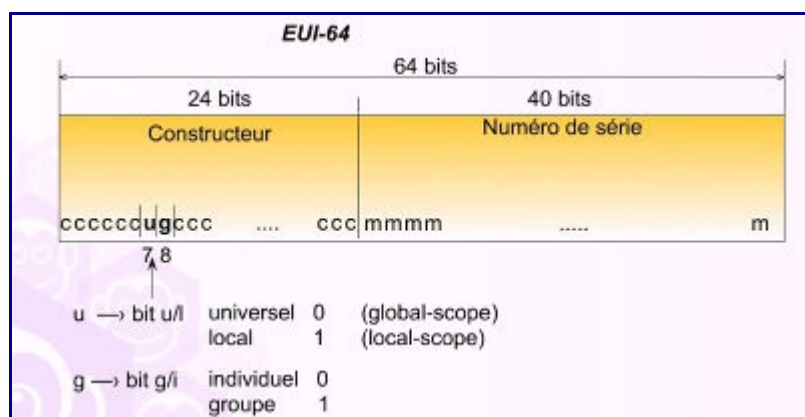 EUI-64
64 bits
24 bits 40 bits
Constructeur Numéro de série
ccccccugccc .... ccc mmmm ..... m
7 8
u → bit u/l universel 0 (global-scope)
local 1 (local-scope)
g → bit g/i individuel 0
groupe 1